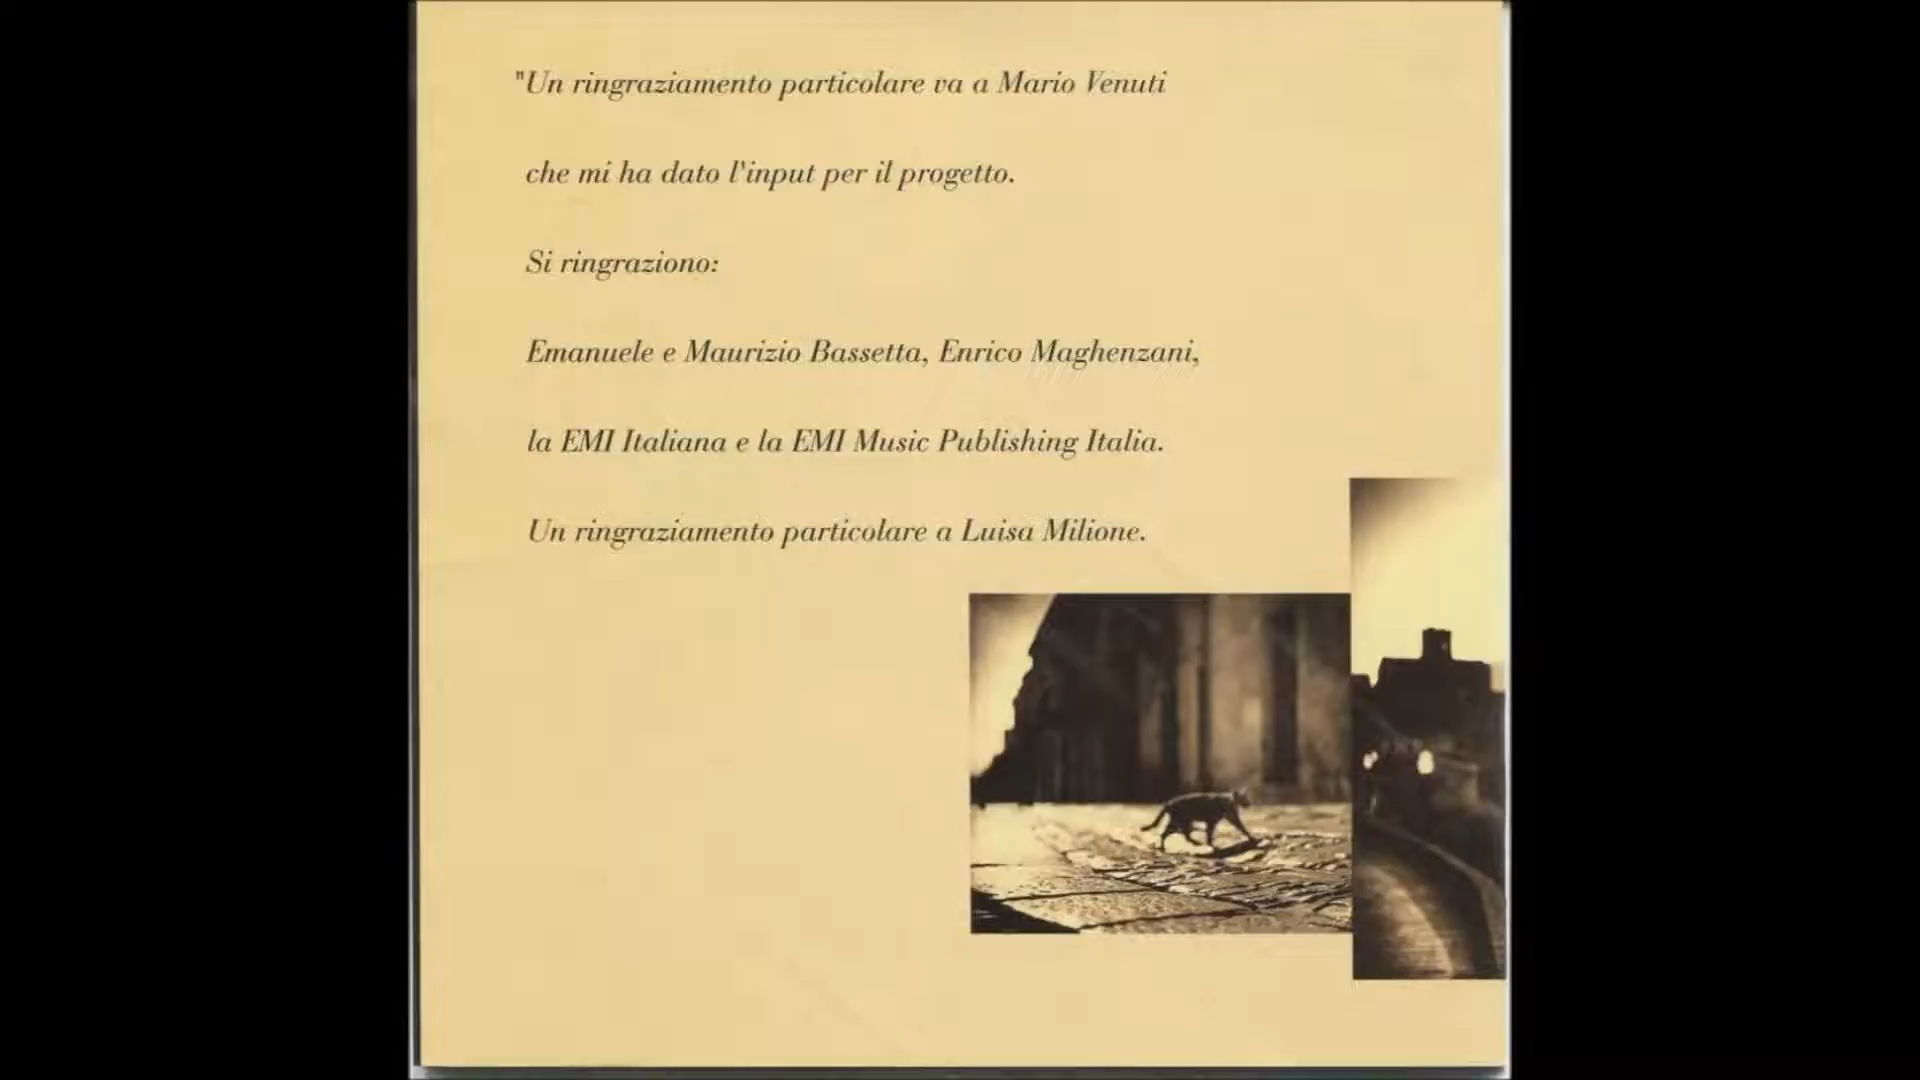 "Un ringraziamento particolare va a Mario Venuti
che mi ha dato l'input per il progetto.
Si ringraziono:
Emanuele e Maurizio Bassetta, Enrico Maghenzani,
la EMI Italiana e la EMI Music Publishing Italia.
Un ringraziamento particolare a Luisa Milione.